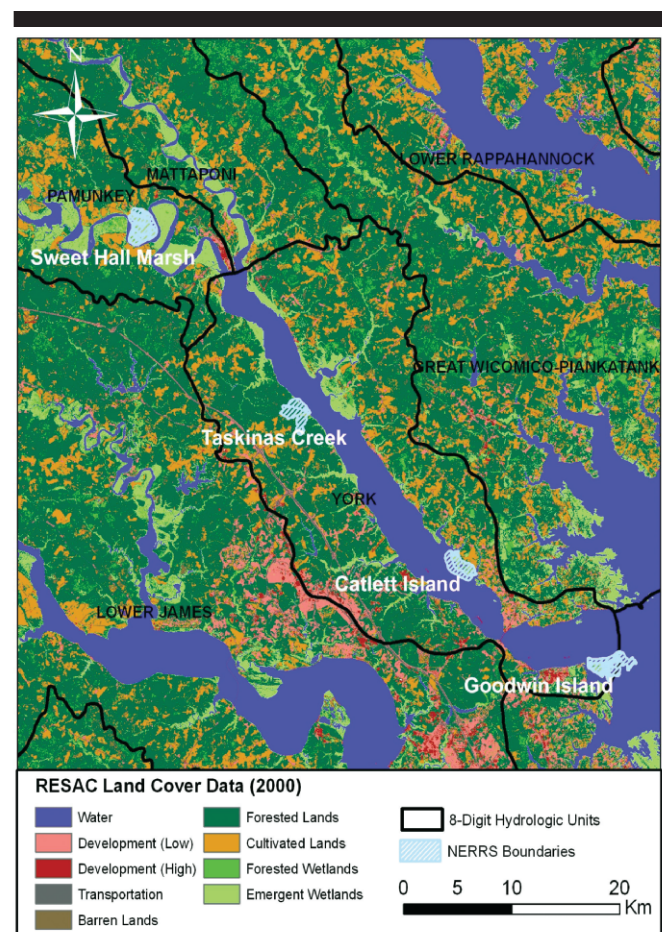 N
LOWER RAPPAHANNOCK
MATTAPONI
PAMUNKEY
Sweet Hall Marsh
GREAT WICOMICO-PIANKATANK
Taskinas Creek
YORK
Catlett Island
LOWER JAMES
Goodwin Island
RESAC Land Cover Data (2000)
Water
Development (Low)
Development (High)
Transportation
Barren Lands
Forested Lands
Cultivated Lands
Forested Wetlands
Emergent Wetlands
8-Digit Hydrologic Units
NERRS Boundaries
0 5 10 20
Km